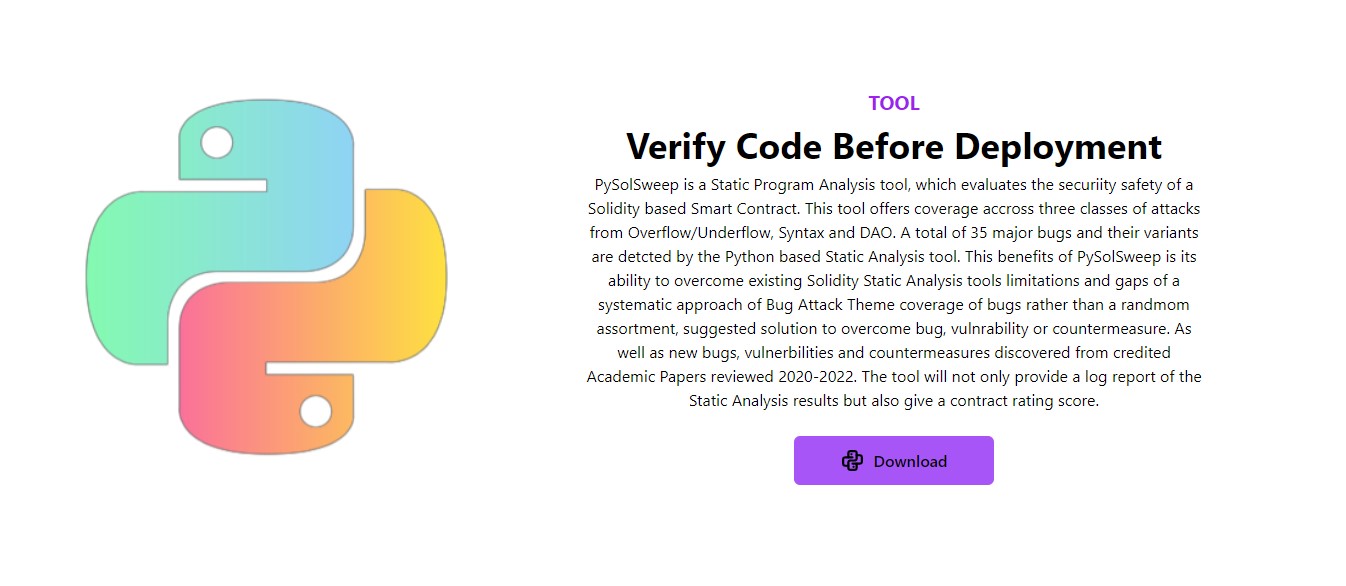 TOOL
Verify Code Before Deployment
PySolSweep is a Static Program Analysis tool, which evaluates the securiity safety of a
Solidity based Smart Contract. This tool offers coverage accross three classes of attacks
from Overflow/Underflow, Syntax and DAO. A total of 35 major bugs and their variants
are detcted by the Python based Static Analysis tool. This benefits of PySolSweep is its
ability to overcome existing Solidity Static Analysis tools limitations and gaps of a
systematic approach of Bug Attack Theme coverage of bugs rather than a randmom
assortment, suggested solution to overcome bug, vulnrability or countermeasure. As
well as new bugs, vulnerbilities and countermeasures discovered from credited
Academic Papers reviewed 2020-2022. The tool will not only provide a log report of the
Static Analysis results but also give a contract rating score.
Download